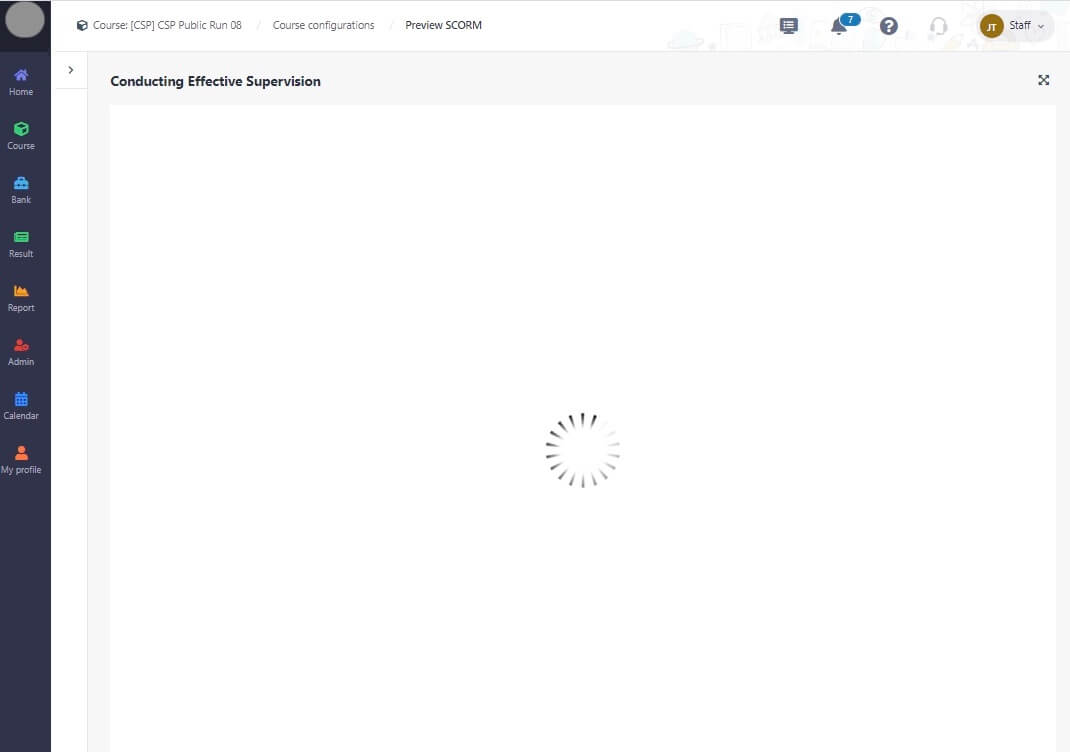 Course: [CSP] CSP Public Run 08 / Course configurations / Preview SCORM
7
JT Staff
Home
Conducting Effective Supervision
Course
Bank
Result
Report
Admin
Calendar
My profile